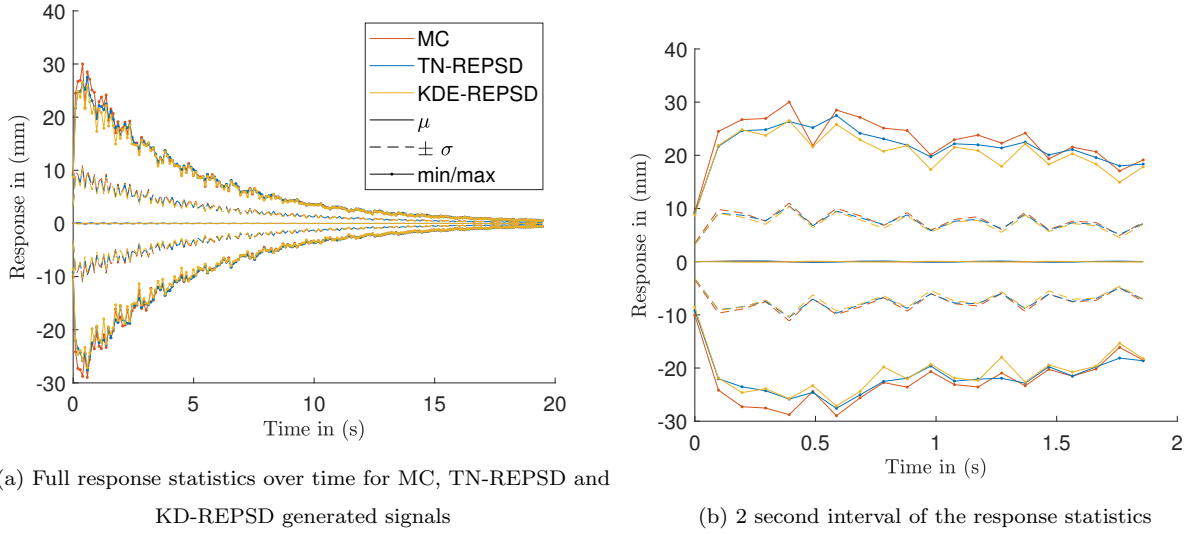 40
30
20
10
0
-10
-20
-30
0
5
10
15
20
Response in (mm)
Time in (s)
MC
TN-REPSD
KDE-REPSD
μ
± σ
min/max
a) Full response statistics over time for MC, TN-REPSD and
KD-REPSD generated signals
40
30
20
10
0
-10
-20
-30
0
0.5
1
1.5
2
Response in (mm)
Time in (s)
(b) 2 second interval of the response statistics